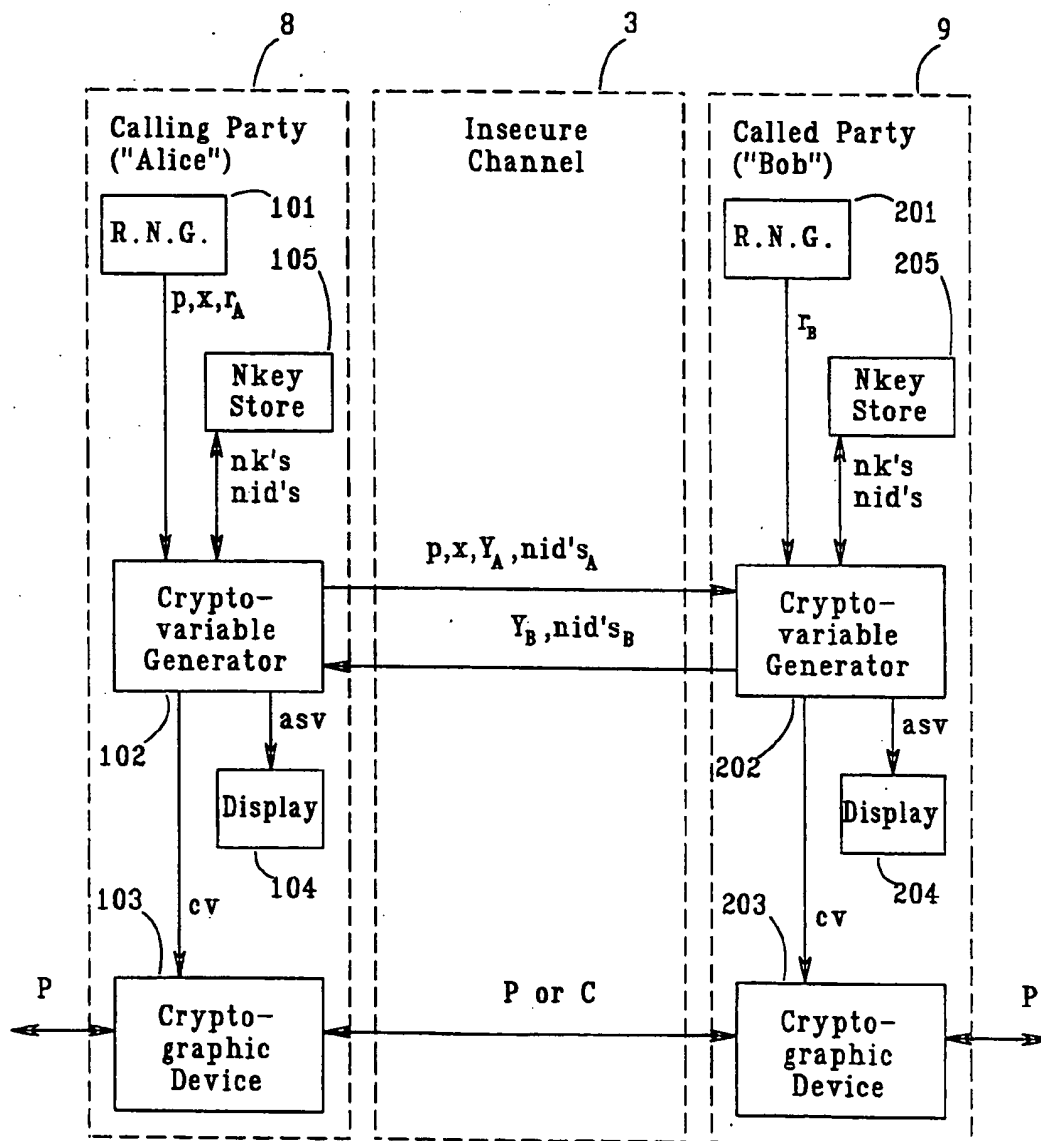 8
3
9
Calling Party
("Alice")
Insecure
Channel
Called Party
("Bob")
R.N.G.
101
R.N.G.
201
105
205
p,x,r_A
r_B
Nkey
Store
Nkey
Store
nk's
nid's
nk's
nid's
p,x,Y_A,nid's_A
Crypto-
variable
Generator
Y_B,nid's_B
Crypto-
variable
Generator
102
asv
202
asv
Display
Display
104
204
103
cv
203
cv
P
P or C
P
Crypto-
graphic
Device
Crypto-
graphic
Device